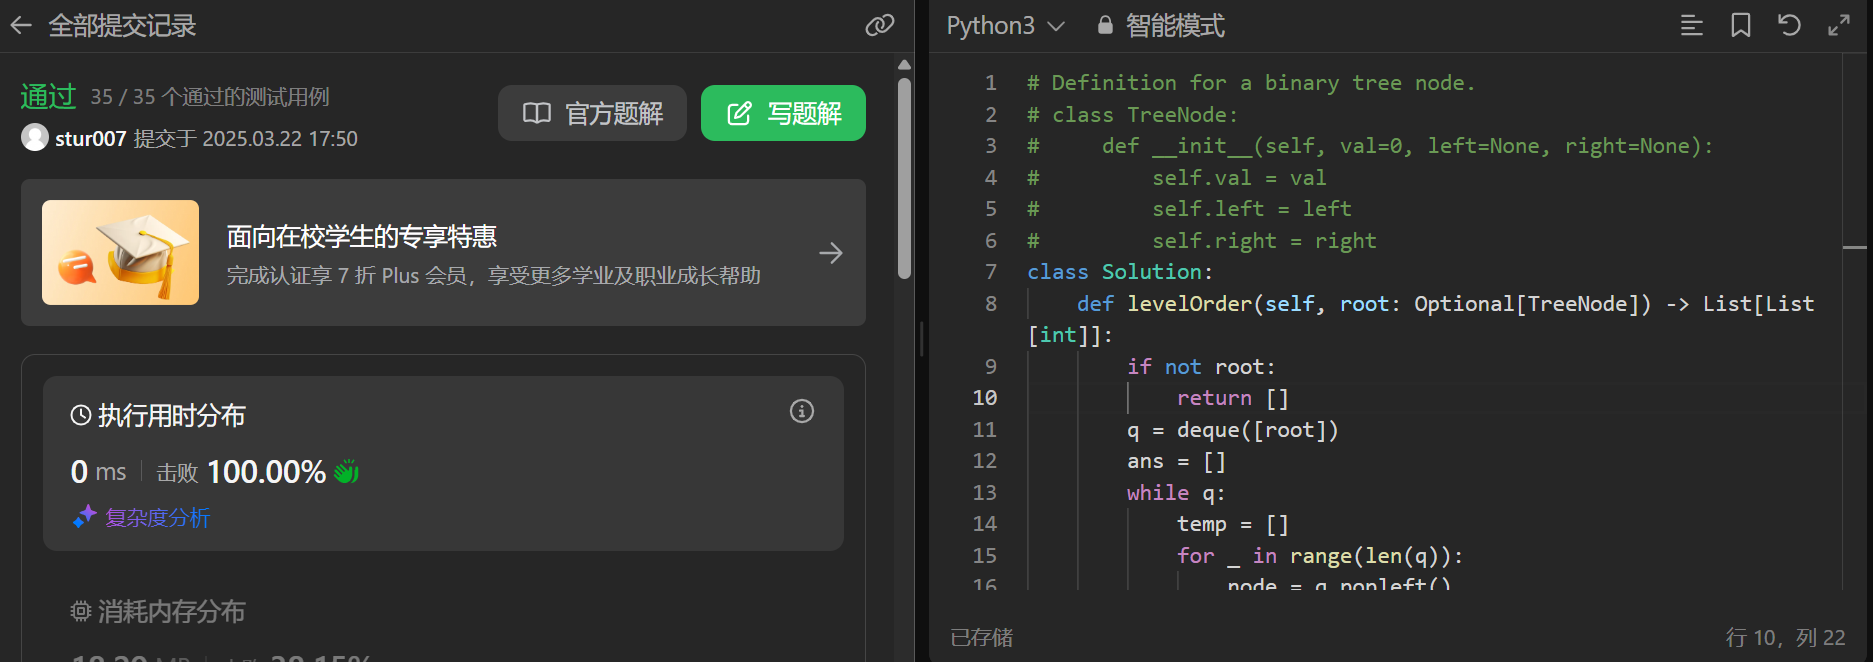 全部提交记录
通过 35 / 35 个通过的测试用例
stur007 提交于 2025.03.22 17:50
官方题解
写题解
面向在校学生的专享特惠
完成认证享 7 折 Plus 会员，享受更多学业及职业成长帮助
执行用时分布
0 ms 击败 100.00%
复杂度分析
消耗内存分布
Python3 智能模式
1 # Definition for a binary tree node.
2 # class TreeNode:
3 #     def __init__(self, val=0, left=None, right=None):
4 #         self.val = val
5 #         self.left = left
6 #         self.right = right
7 class Solution:
8     def levelOrder(self, root: Optional[TreeNode]) -> List[List
[int]]:
9         if not root:
10             return []
11         q = deque([root])
12         ans = []
13         while q:
14             temp = []
15             for _ in range(len(q)):
16                 node = q.popleft()
已存储
行 10，列 22